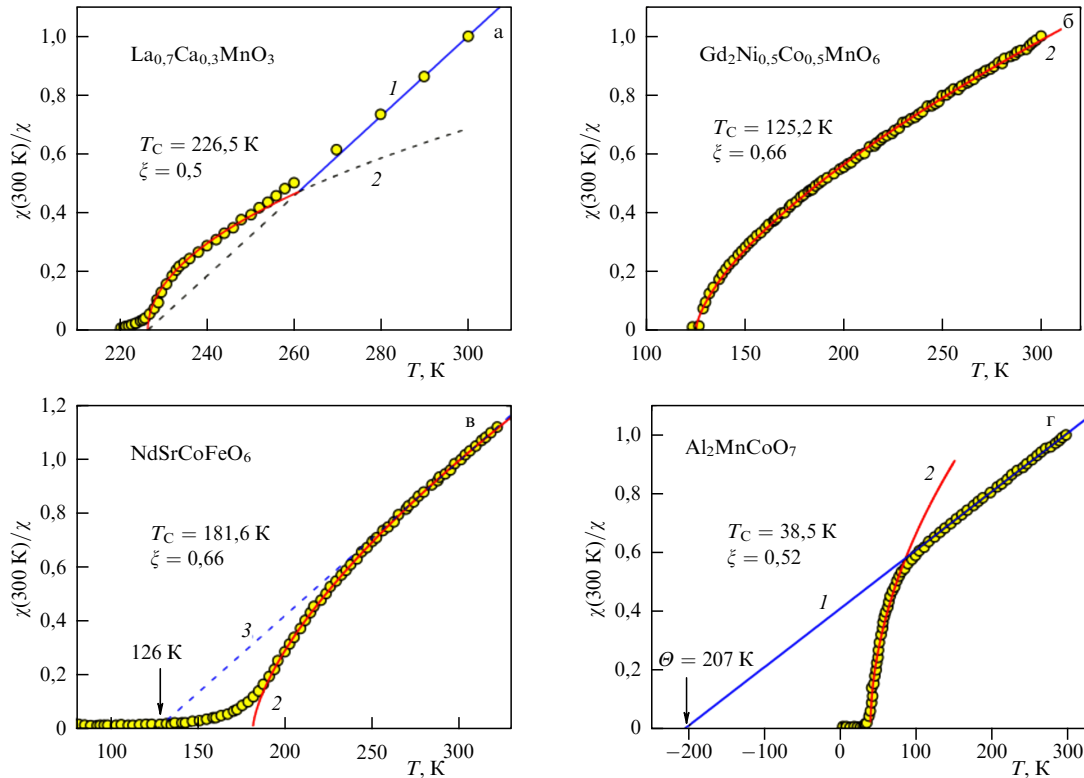 а
La0,7Ca0,3MnO3
TC = 226,5 К
ξ = 0,5
1
2
χ(300 К)/χ
1,0
0,8
0,6
0,4
0,2
0
220 240 260 280 300
T, К
б
Gd2Ni0,5Co0,5MnO6
TC = 125,2 К
ξ = 0,66
2
χ(300 К)/χ
1,0
0,8
0,6
0,4
0,2
0
100 150 200 250 300
T, К
в
NdSrCoFeO6
TC = 181,6 К
ξ = 0,66
126 К
3
2
χ(300 К)/χ
1,2
1,0
0,8
0,6
0,4
0,2
0
100 150 200 250 300
T, К
г
Al2MnCoO7
TC = 38,5 К
ξ = 0,52
2
1
Θ = 207 К
χ(300 К)/χ
1,0
0,8
0,6
0,4
0,2
0
−200 −100 0 100 200 300
T, К